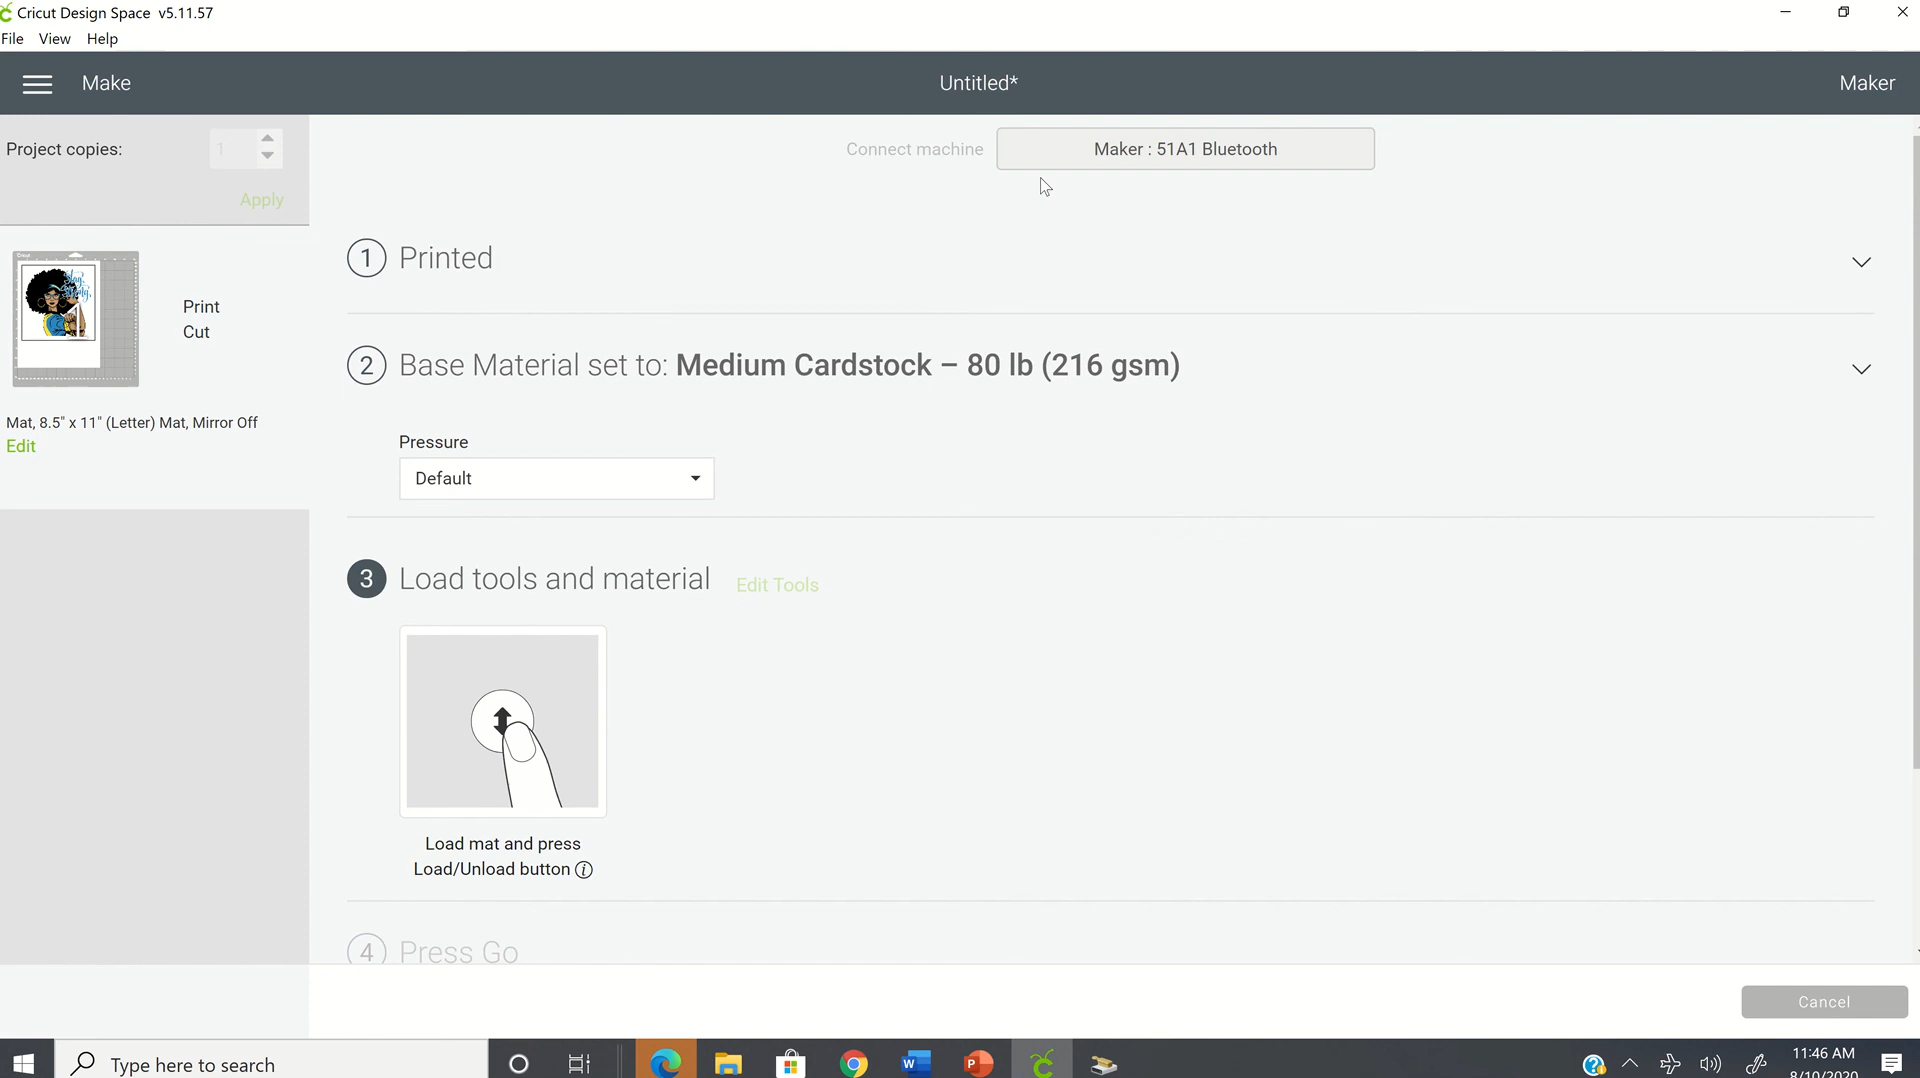 Cricut Design Space v5.11.57
File View Help
Make
Untitled*
Maker
Project copies:
1
Apply
Connect machine
Maker : 51A1 Bluetooth
Print
Cut
Mat, 8.5" x 11" (Letter) Mat, Mirror Off
Edit
1 Printed
2 Base Material set to: Medium Cardstock – 80 lb (216 gsm)
Pressure
Default
3 Load tools and material Edit Tools
Load mat and press
Load/Unload button
4 Press Go
Cancel
Type here to search
11:46 AM
8/10/2020